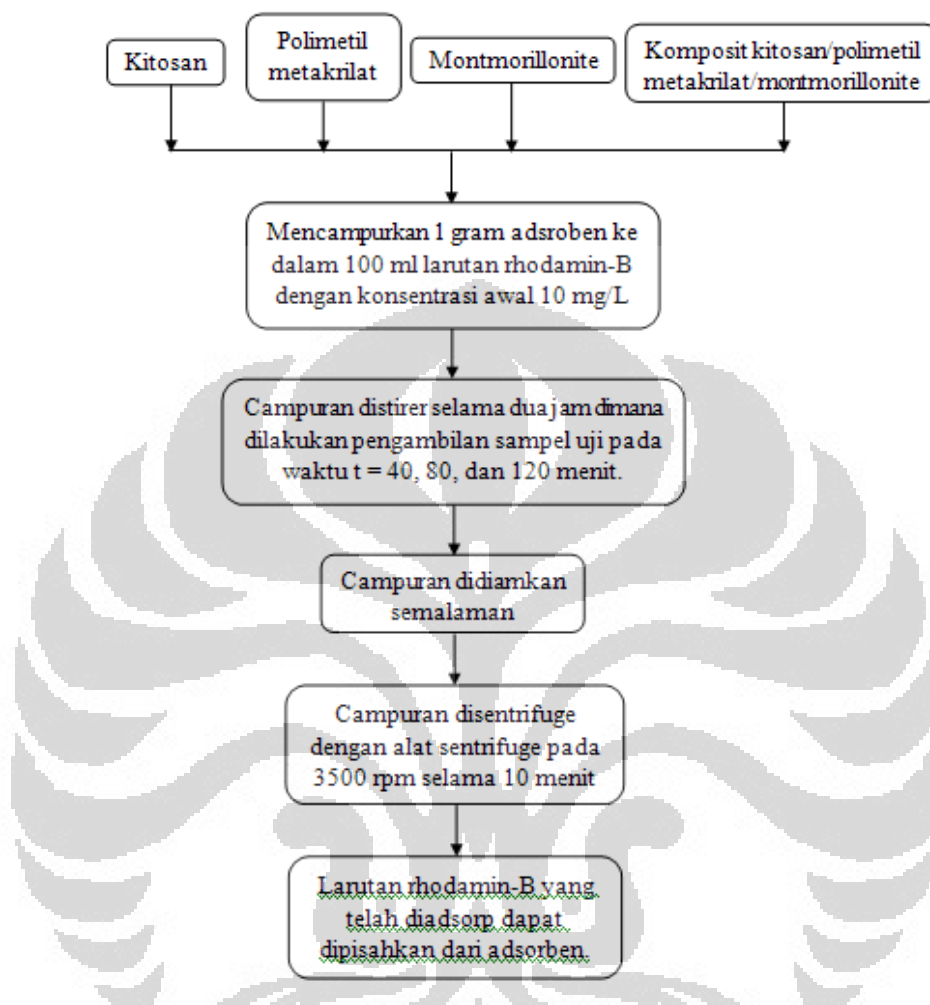 Kitosan
Polimetil
metakrilat
Montmorillonite
Komposit kitosan/polimetil
metakrilat/montmorillonite
Mencampurkan 1 gram adsroben ke
dalam 100 ml larutan rhodamin-B
dengan konsentrasi awal 10 mg/L
Campuran distirer selama dua jam dimana
dilakukan pengambilan sampel uji pada
waktu t = 40, 80, dan 120 menit.
Campuran didiamkan
semalaman
Campuran disentrifuge
dengan alat sentrifuge pada
3500 rpm selama 10 menit
Larutan rhodamin-B yang
telah diadsorp dapat
dipisahkan dari adsorben.